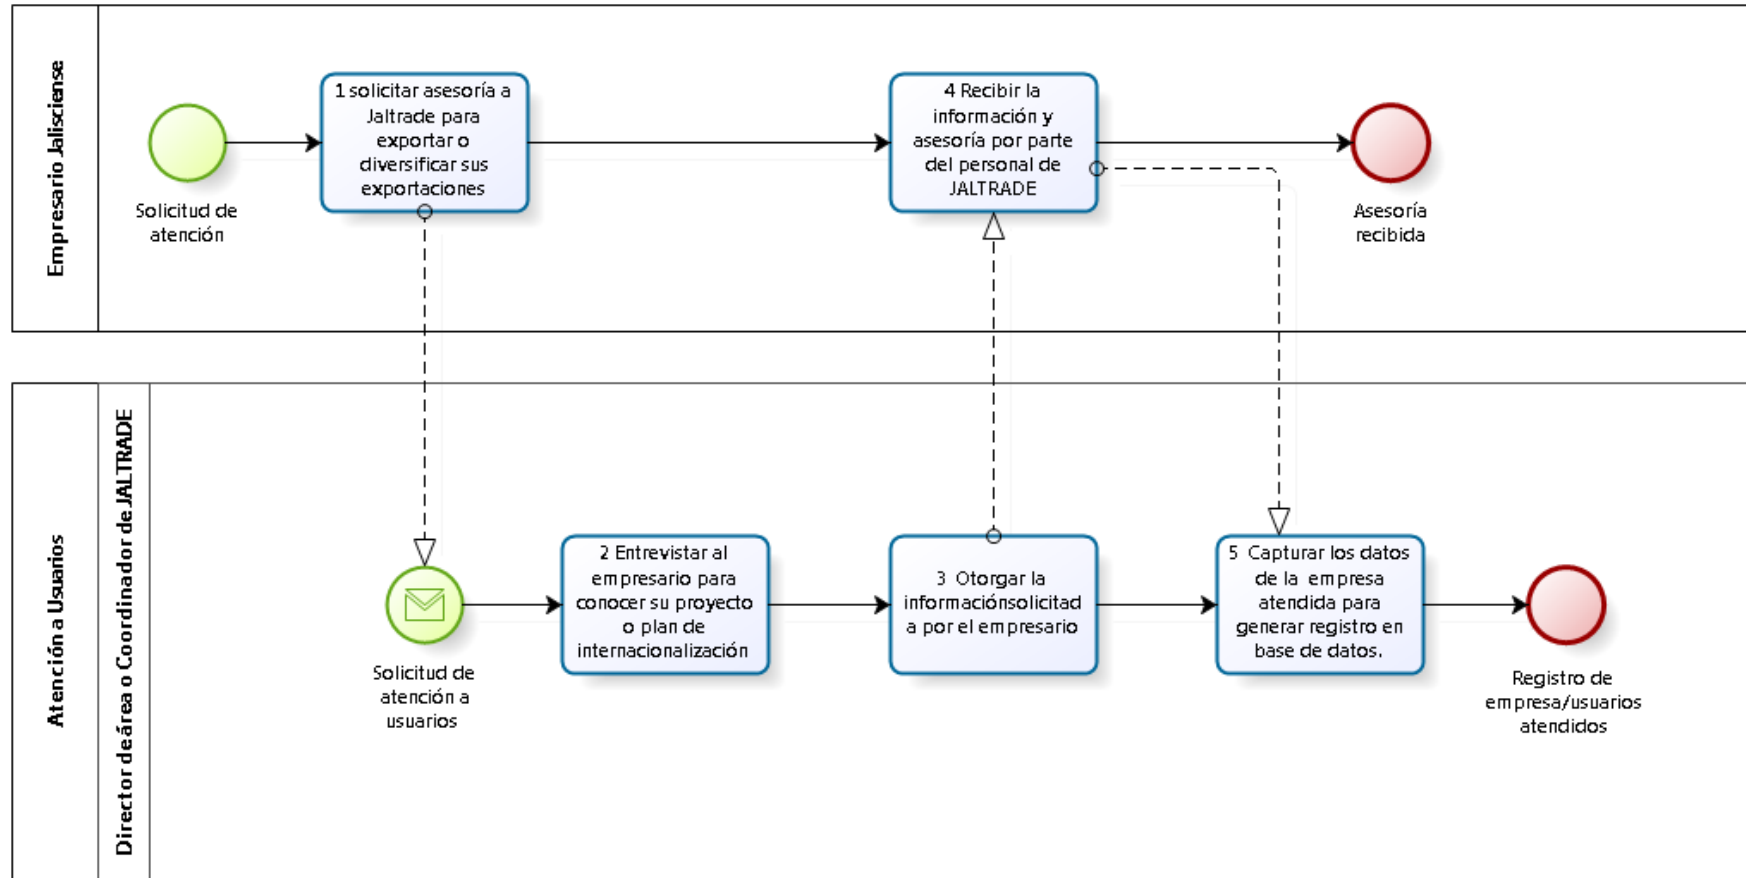 Empresario Jalisciense
Solicitud de
atención
1 solicitar asesoría a
Jaltrade para
exportar o
diversificar sus
exportaciones
4 Recibir la
información y
asesoría por parte
del personal de
JALTRADE
Asesoría
recibida
Atención a Usuarios
Director deárea o Coordinador de JALTRADE
Solicitud de
atención a
usuarios
2 Entrevistar al
empresario para
conocer su proyecto
o plan de
internacionalización
3 Otorgar la
informaciónsolicitad
a por el empresario
5 Capturar los datos
de la empresa
atendida para
generar registro en
base de datos.
Registro de
empresa/usuarios
atendidos